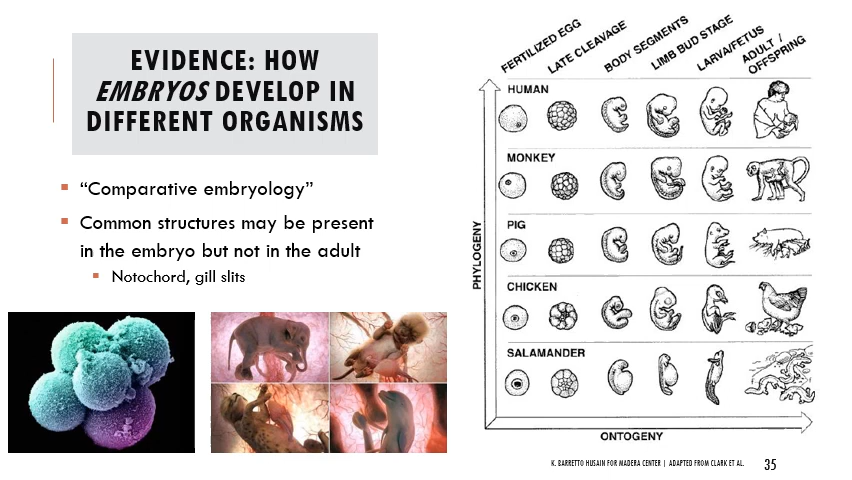 EVIDENCE: HOW
EMBRYOS DEVELOP IN
DIFFERENT ORGANISMS
“Comparative embryology”
Common structures may be present
in the embryo but not in the adult
Notochord, gill slits
FERTILIZED EGG
LATE CLEAVAGE
BODY SEGMENTS
LIMB BUD STAGE
LARVA/FETUS
ADULT /
OFFSPRING
HUMAN
MONKEY
PIG
CHICKEN
SALAMANDER
PHYLOGENY
ONTOGENY
K. BARRETTO HUSAIN FOR MADERA CENTER | ADAPTED FROM CLARK ET AL.
35